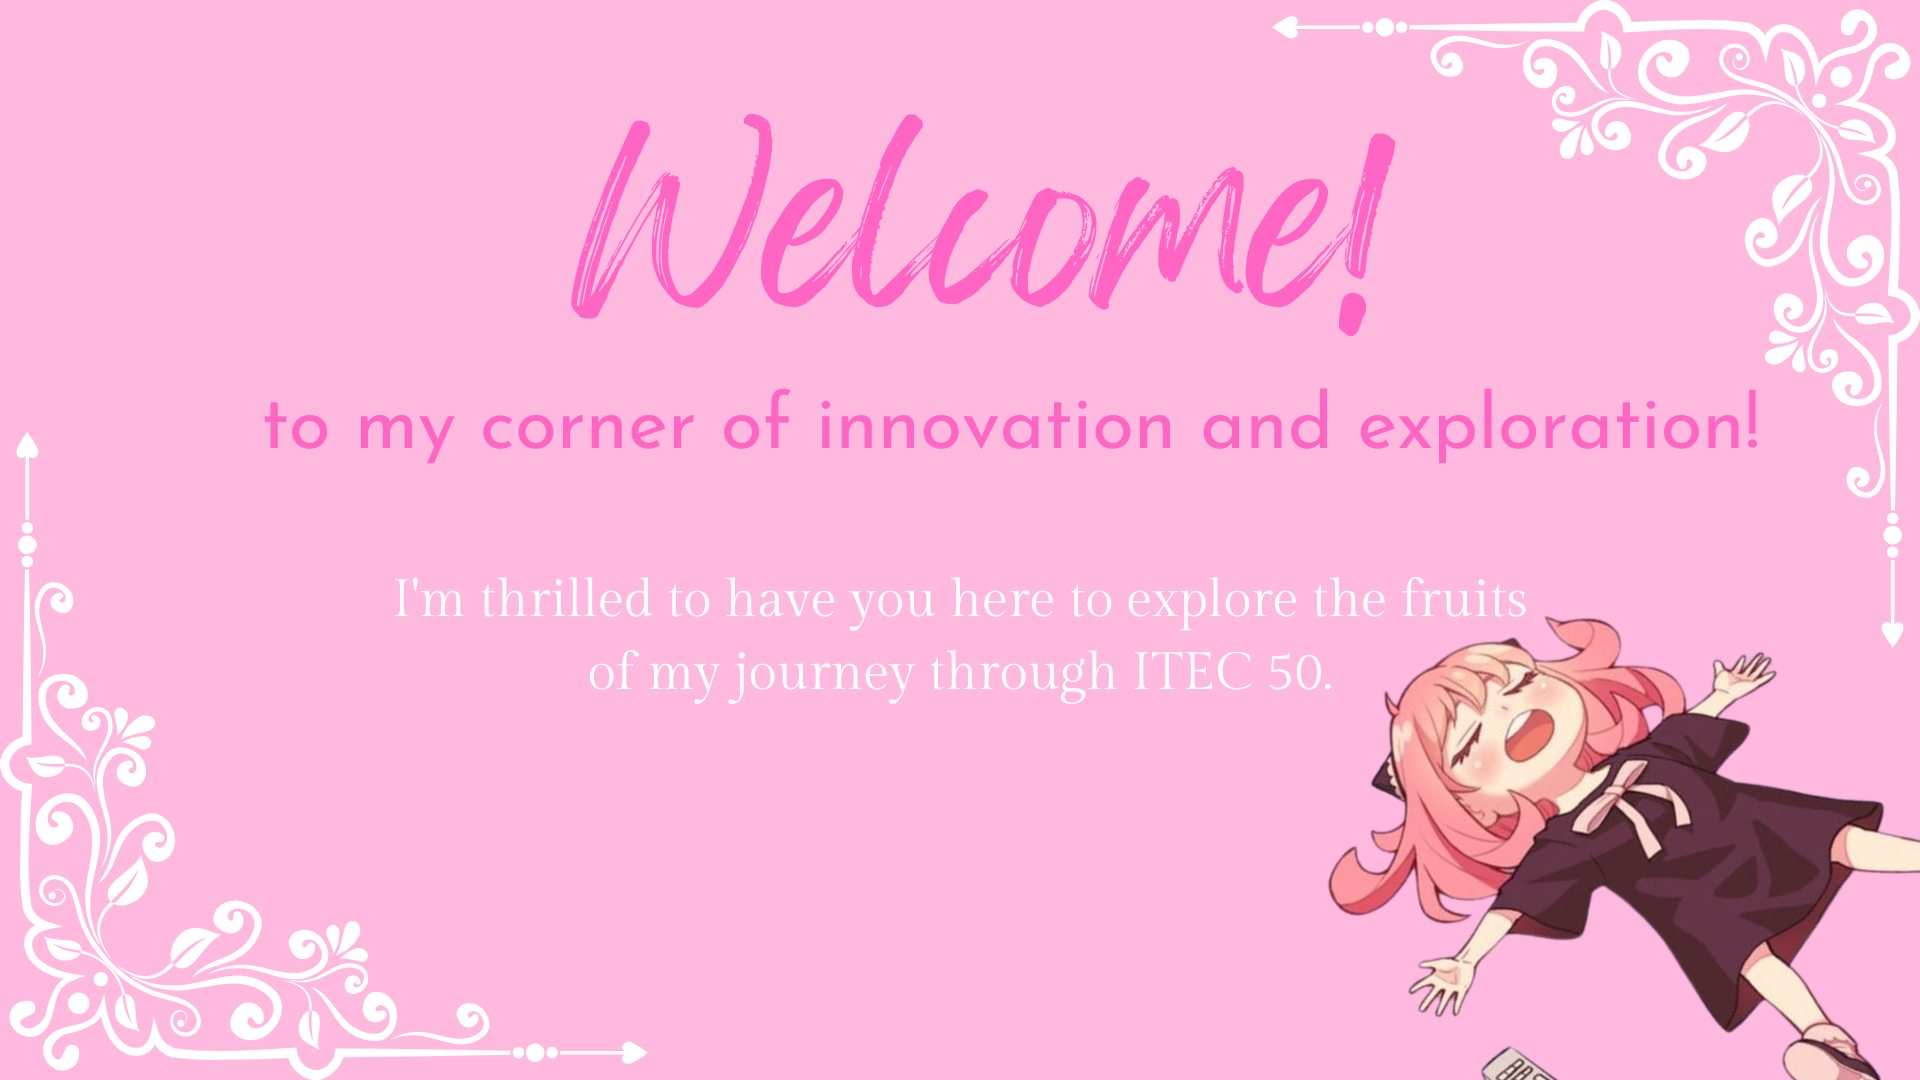 Welcome!
to my corner of innovation and exploration!
I'm thrilled to have you here to explore the fruits
of my journey through ITEC 50.